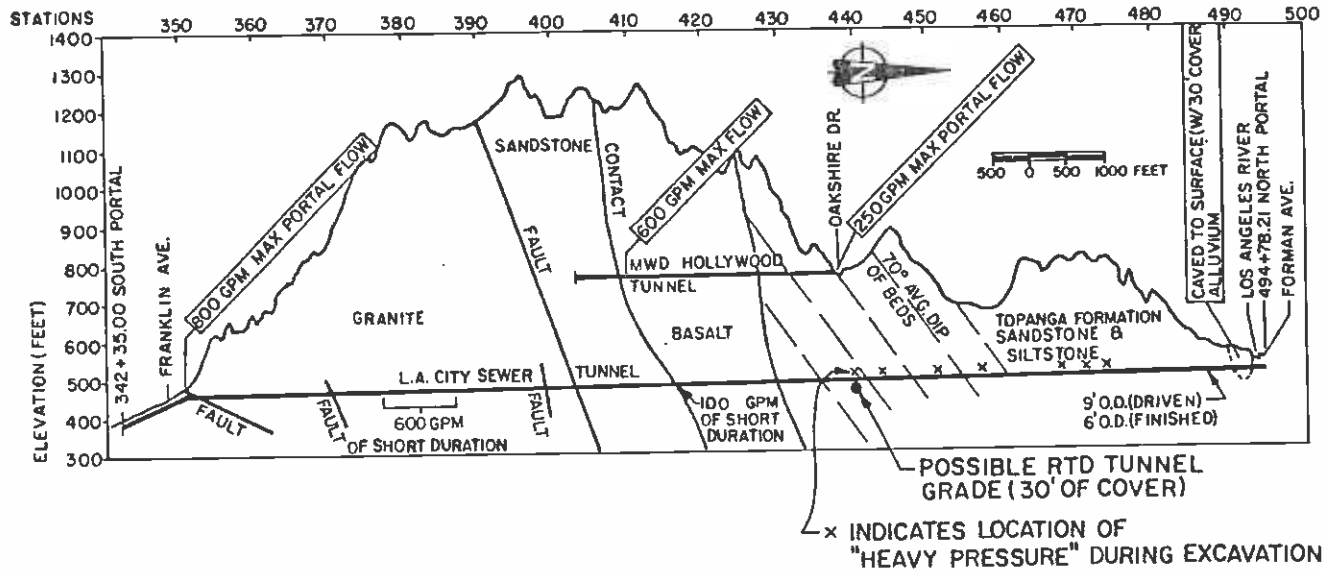 STATIONS 350 360 370 380 390 400 410 420 430 440 450 460 470 480 490 500
1400
1300
1200
1100
1000
900
800
700
600
500
400
300
ELEVATION (FEET)
342+35.00 SOUTH PORTAL
FRANKLIN AVE.
800 GPM MAX PORTAL FLOW
SANDSTONE
CONTACT
600 GPM MAX FLOW
OAKSHIRE DR.
250 GPM MAX PORTAL FLOW
N
500 0 500 1000 FEET
CAVED TO SURFACE (W/30' COVER
ALLUVIUM
LOS ANGELES RIVER
494+78.21 NORTH PORTAL
FORMAN AVE.
FAULT
MWD HOLLYWOOD
TUNNEL
70° AVG. DIP
OF BEDS
GRANITE
BASALT
TOPANGA FORMATION
SANDSTONE &
SILTSTONE
L.A. CITY SEWER TUNNEL
FAULT
FAULT
600 GPM
OF SHORT DURATION
FAULT
100 GPM
OF SHORT
DURATION
9' O.D. (DRIVEN)
6' O.D. (FINISHED)
POSSIBLE RTD TUNNEL
GRADE (30' OF COVER)
x INDICATES LOCATION OF
"HEAVY PRESSURE" DURING EXCAVATION